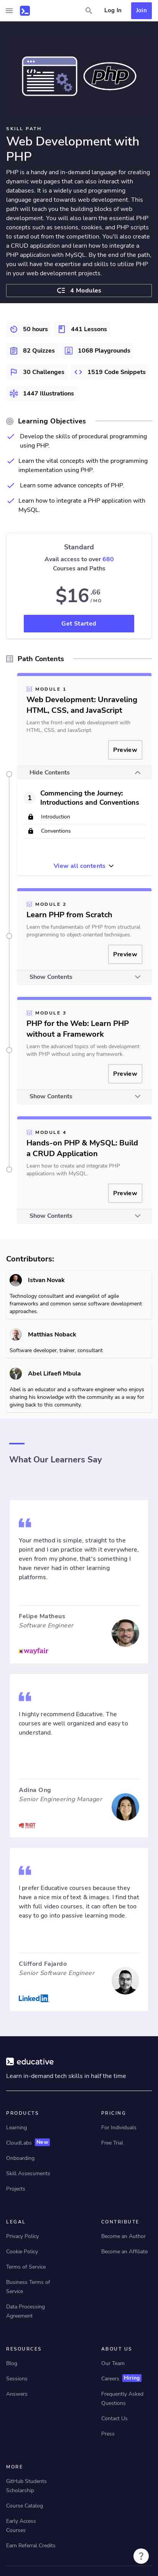 Log In
Join
php
SKILL PATH
Web Development with
PHP
PHP is a handy and in-demand language due to its
dynamic yet easy pace that can also interact with
databases. It is a widely used programming
language geared towards web development. This
path will teach you the building blocks of web
development. You will also learn the essential PHP
concepts such as sessions, cookies, and PHP scripts
to stand out from the crowd. You'll also get to create
a CRUD application and learn how to integrate a
PHP application with MySQL. By the end of this path,
you will have the expertise and skills to utilize PHP
in your web development projects.
4 Modules
50 hours
441 Lessons
82 Quizzes
1068 Playgrounds
30 Challenges
1519 Code Snippets
1447 Illustrations
Learning Objectives
Develop the skills of procedural programming
using PHP.
Learn the vital concepts with the programming
implementation using PHP.
Learn some advance concepts of PHP.
Learn how to integrate a PHP application with
MySQL.
Standard
Avail access to over 680
Courses and Paths
$16.66
/ MO
Get Started
Path Contents
MODULE 1
Web Development: Unraveling
HTML, CSS, and JavaScript
Learn the front-end web development with
HTML, CSS, and JavaScript.
Preview
Hide Contents
1
Commencing the Journey:
Introductions and Conventions
Introduction
Conventions
View all contents
MODULE 2
Learn PHP from Scratch
Learn the fundamentals of PHP from structural
programming to object-oriented techniques.
Preview
Show Contents
MODULE 3
PHP for the Web: Learn PHP
without a Framework
Learn the advanced topics of web development
with PHP without using any framework.
Preview
Show Contents
MODULE 4
Hands-on PHP & MySQL: Build
a CRUD Application
Learn how to create and integrate PHP
applications with MySQL.
Preview
Show Contents
Contributors:
Istvan Novak
Technology consultant and evangelist of agile
frameworks and common sense software development
approaches.
Matthias Noback
Software developer, trainer, consultant
Abel Lifaefi Mbula
Abel is an educator and a software engineer who enjoys
sharing his knowledge with the community as a way for
giving back to this community.
What Our Learners Say
Your method is simple, straight to the
point and I can practice with it everywhere,
even from my phone, that's something I
have never had in other learning
platforms.
Felipe Matheus
Software Engineer
wayfair
I highly recommend Educative. The
courses are well organized and easy to
understand.
Adina Ong
Senior Engineering Manager
RIOT
GAMES
I prefer Educative courses because they
have a nice mix of text & images. I find that
with full video courses, it can often be too
easy to go into passive learning mode.
Clifford Fajardo
Senior Software Engineer
Linkedin
educative
Learn in-demand tech skills in half the time
PRODUCTS
Learning
CloudLabs New
Onboarding
Skill Assessments
Projects
PRICING
For Individuals
Free Trial
LEGAL
Privacy Policy
Cookie Policy
Terms of Service
Business Terms of
Service
Data Processing
Agreement
CONTRIBUTE
Become an Author
Become an Affiliate
RESOURCES
Blog
Sessions
Answers
ABOUT US
Our Team
Careers Hiring
Frequently Asked
Questions
Contact Us
Press
MORE
GitHub Students
Scholarship
Course Catalog
Early Access
Courses
Earn Referral Credits
?